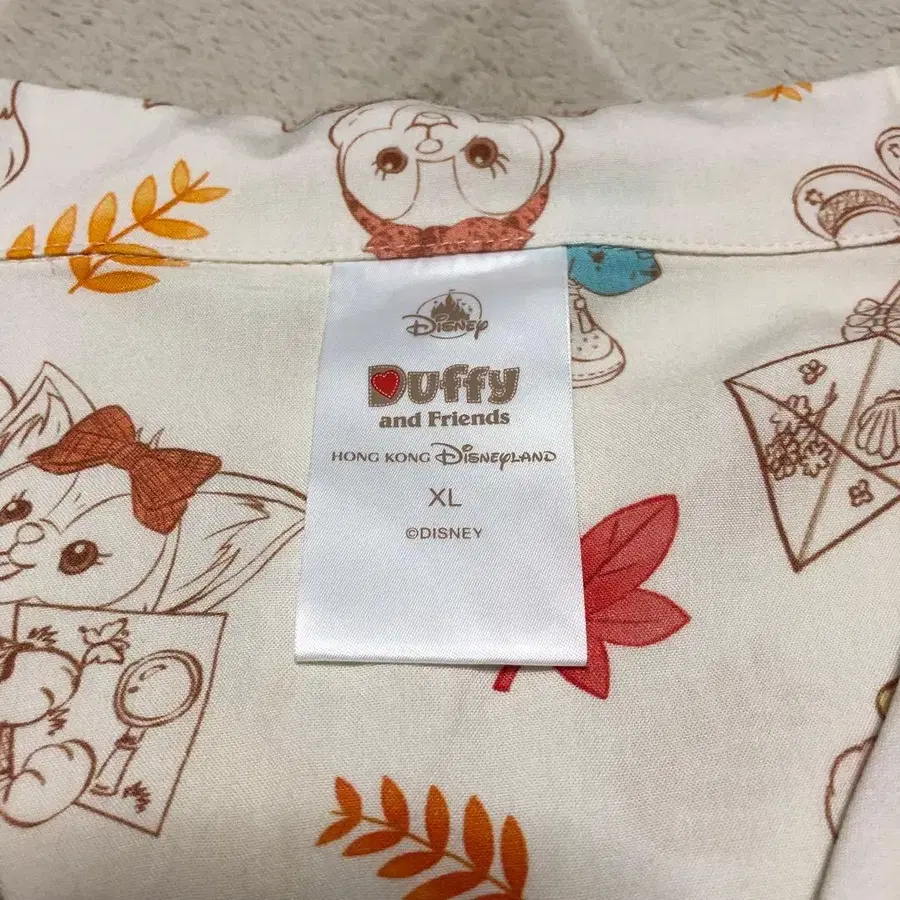 Disney
Duffy
and Friends
HONG KONG Disneyland
XL
©DISNEY